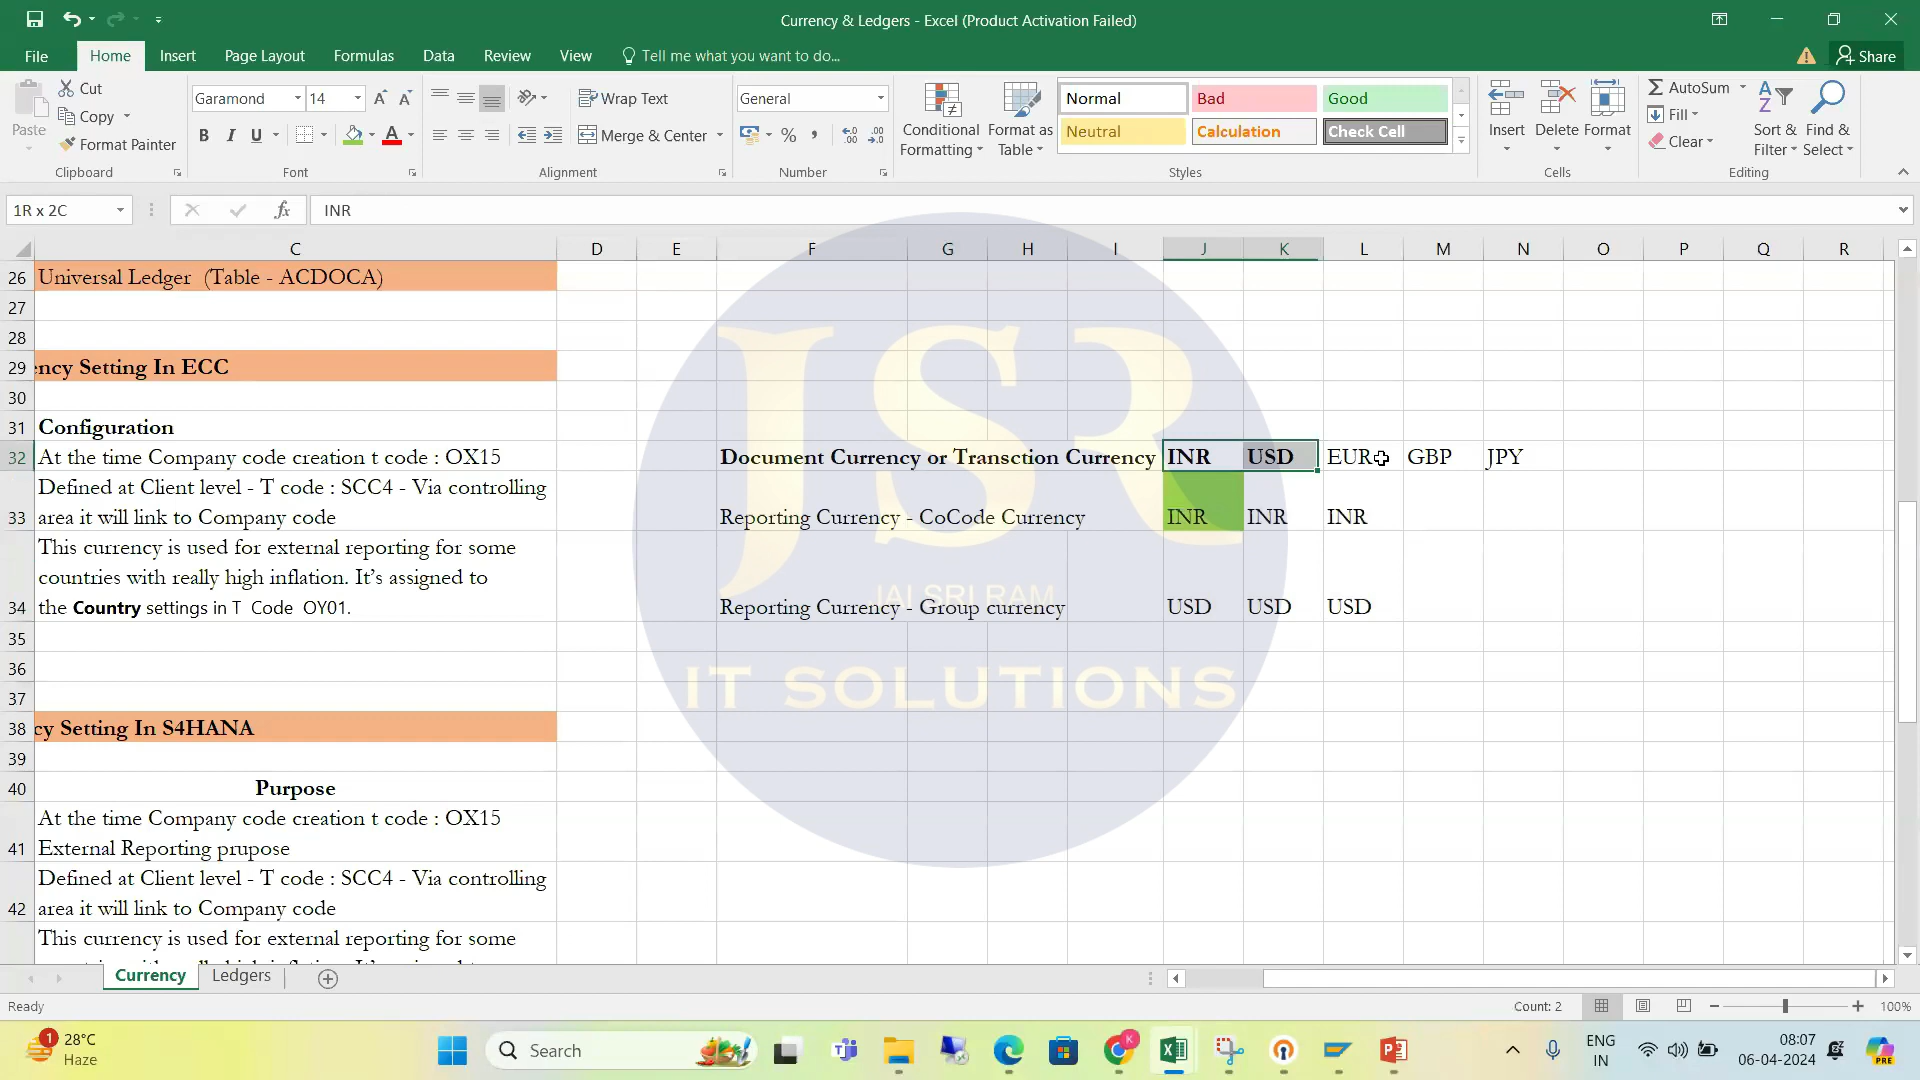 Currency & Ledgers - Excel (Product Activation Failed)
File Home Insert Page Layout Formulas Data Review View Tell me what you want to do... Share
Paste Cut Copy Format Painter Clipboard
Garamond 14 B I U A Font
Wrap Text Merge & Center Alignment
General % Number
Conditional Formatting Format as Table
Normal Bad Good
Neutral Calculation Check Cell
Styles
Insert Delete Format Cells
AutoSum Fill Clear Sort & Filter Find & Select Editing
1R x 2C fx INR
C D E F G H I J K L M N O P Q R
26 Universal Ledger (Table - ACDOCA)
27
28
29 ency Setting In ECC
30
31 Configuration
32 At the time Company code creation t code : OX15 Document Currency or Transction Currency INR USD EUR GBP JPY
Defined at Client level - T code : SCC4 - Via controlling
33 area it will link to Company code Reporting Currency - CoCode Currency INR INR INR
This currency is used for external reporting for some
countries with really high inflation. It's assigned to
34 the Country settings in T Code OY01. Reporting Currency - Group currency USD USD USD
35
36
37
38 cy Setting In S4HANA
39
40 Purpose
At the time Company code creation t code : OX15
41 External Reporting prupose
Defined at Client level - T code : SCC4 - Via controlling
42 area it will link to Company code
This currency is used for external reporting for some
JSR
JAI SRI RAM
IT SOLUTIONS
Currency Ledgers
Ready Count: 2 100%
1 28°C
Haze
Search
K
PRE
ENG
IN
08:07
06-04-2024